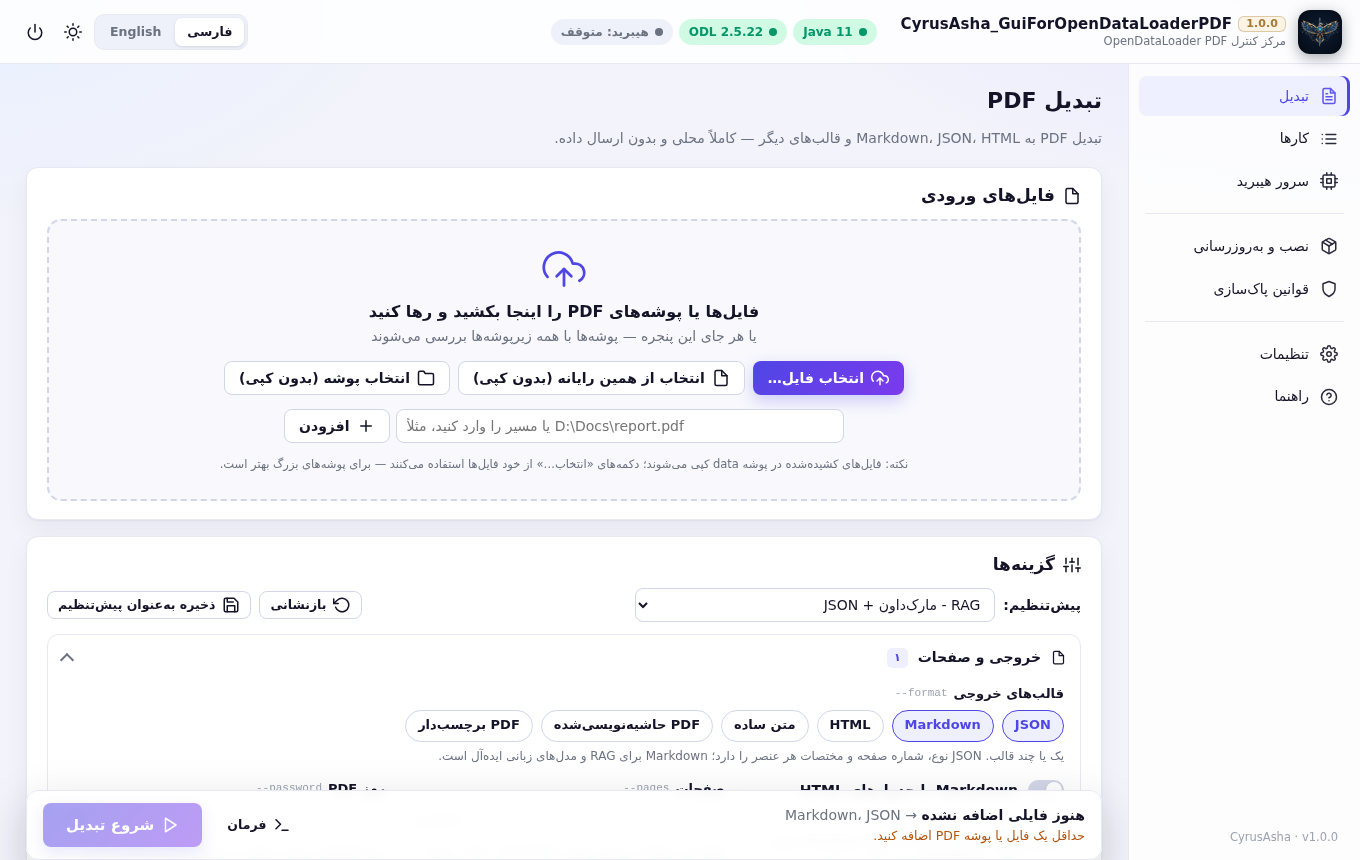 CyrusAsha_GuiForOpenDataLoaderPDF 1.0.0
مرکز کنترل OpenDataLoader PDF
Java 11
ODL 2.5.22
هیبرید: متوقف
فارسی
English
تبدیل
کارها
سرور هیبرید
نصب و به‌روزرسانی
قوانین پاک‌سازی
تنظیمات
راهنما
CyrusAsha · v1.0.0
تبدیل PDF
تبدیل PDF به Markdown، JSON، HTML و قالب‌های دیگر — کاملاً محلی و بدون ارسال داده.
فایل‌های ورودی
فایل‌ها یا پوشه‌های PDF را اینجا بکشید و رها کنید
یا هر جای این پنجره — پوشه‌ها با همه زیرپوشه‌ها بررسی می‌شوند
انتخاب فایل…
انتخاب از همین رایانه (بدون کپی)
انتخاب پوشه (بدون کپی)
یا مسیر را وارد کنید، مثلاً D:\Docs\report.pdf
افزودن
نکته: فایل‌های کشیده‌شده در پوشه data کپی می‌شوند؛ دکمه‌های «انتخاب…» از خود فایل‌ها استفاده می‌کنند — برای پوشه‌های بزرگ بهتر است.
گزینه‌ها
پیش‌تنظیم:
RAG - مارک‌داون + JSON
بازنشانی
ذخیره به‌عنوان پیش‌تنظیم
خروجی و صفحات ۱
قالب‌های خروجی --format
JSON
Markdown
HTML
متن ساده
PDF حاشیه‌نویسی‌شده
PDF برچسب‌دار
یک یا چند قالب. JSON نوع، شماره صفحه و مختصات هر عنصر را دارد؛ Markdown برای RAG و مدل‌های زبانی ایده‌آل است.
Markdown با جدول‌های HTML
صفحات --pages
رمز PDF --password
هنوز فایلی اضافه نشده → Markdown, JSON
حداقل یک فایل یا پوشه PDF اضافه کنید.
فرمان
شروع تبدیل